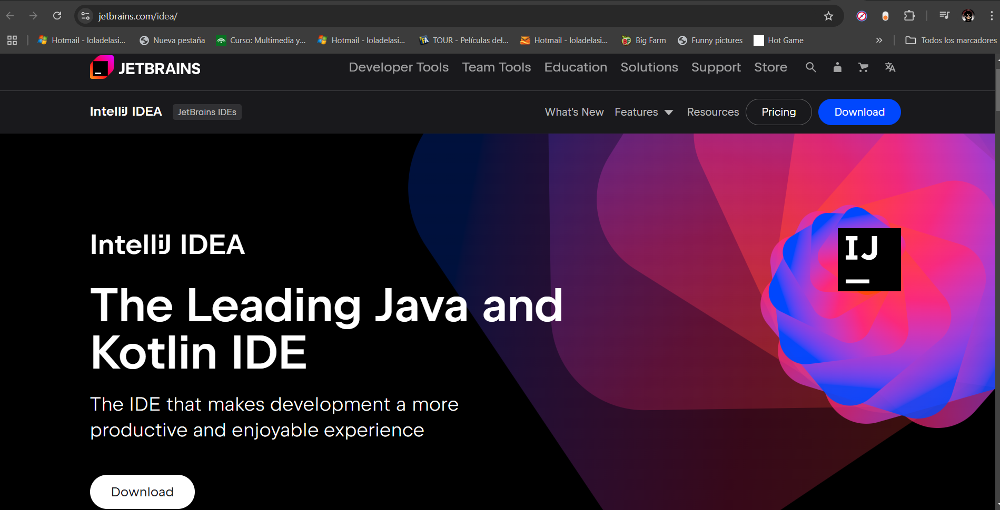 jetbrains.com/idea/
Hotmail - loladelasi... Nueva pestaña Curso: Multimedia y... Hotmail - loladelasi... TOUR - Películas del... Hotmail - loladelasi... Big Farm Funny pictures Hot Game » Todos los marcadores
JETBRAINS Developer Tools Team Tools Education Solutions Support Store
IntelliJ IDEA JetBrains IDEs What's New Features Resources Pricing Download
IntelliJ IDEA
IJ
The Leading Java and
Kotlin IDE
The IDE that makes development a more
productive and enjoyable experience
Download